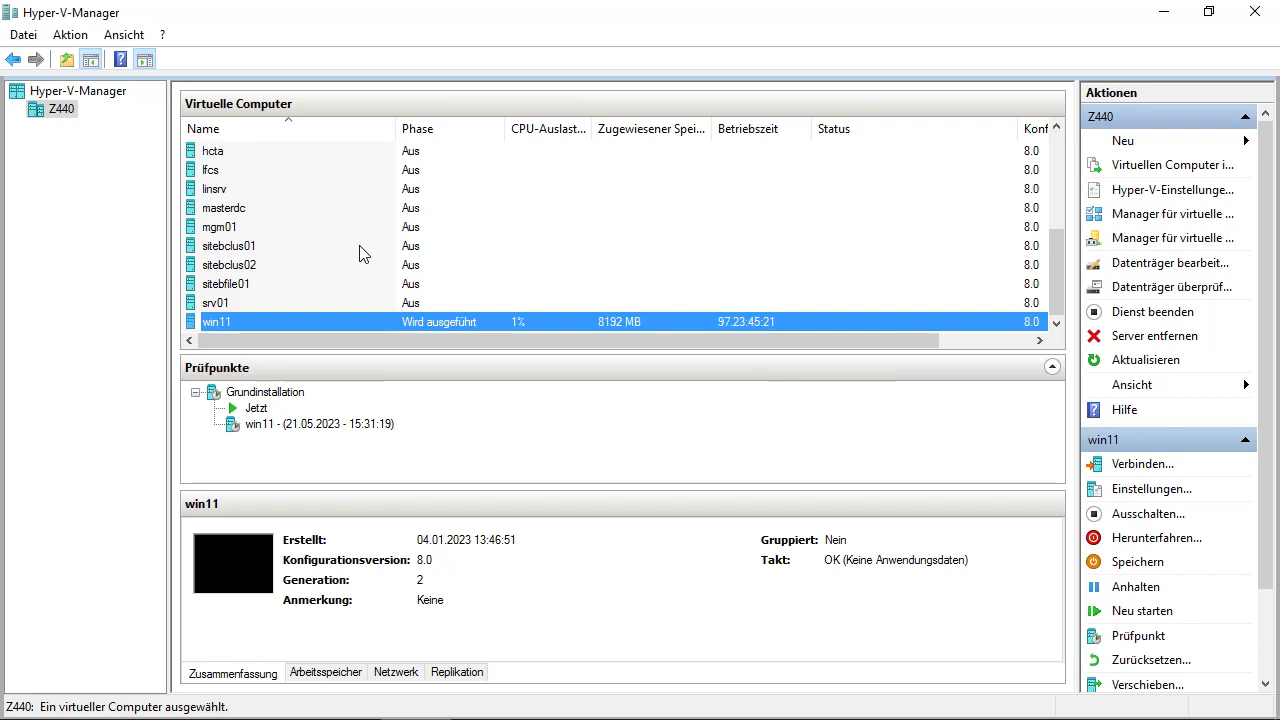 Hyper-V-Manager
Datei Aktion Ansicht ?
Hyper-V-Manager
Z440
Virtuelle Computer
Name Phase CPU-Auslast... Zugewiesener Spei... Betriebszeit Status Konf
hcta Aus 8.0
lfcs Aus 8.0
linsrv Aus 8.0
masterdc Aus 8.0
mgm01 Aus 8.0
sitebclus01 Aus 8.0
sitebclus02 Aus 8.0
sitebfile01 Aus 8.0
srv01 Aus 8.0
win11 Wird ausgeführt 1% 8192 MB 97.23:45:21 8.0
Prüfpunkte
Grundinstallation
Jetzt
win11 - (21.05.2023 - 15:31:19)
win11
Erstellt: 04.01.2023 13:46:51 Gruppiert: Nein
Konfigurationsversion: 8.0 Takt: OK (Keine Anwendungsdaten)
Generation: 2
Anmerkung: Keine
Zusammenfassung Arbeitsspeicher Netzwerk Replikation
Aktionen
Z440
Neu
Virtuellen Computer i...
Hyper-V-Einstellunge...
Manager für virtuelle ...
Manager für virtuelle ...
Datenträger bearbeit...
Datenträger überprüf...
Dienst beenden
Server entfernen
Aktualisieren
Ansicht
Hilfe
win11
Verbinden...
Einstellungen...
Ausschalten...
Herunterfahren...
Speichern
Anhalten
Neu starten
Prüfpunkt
Zurücksetzen...
Verschieben...
Z440: Ein virtueller Computer ausgewählt.